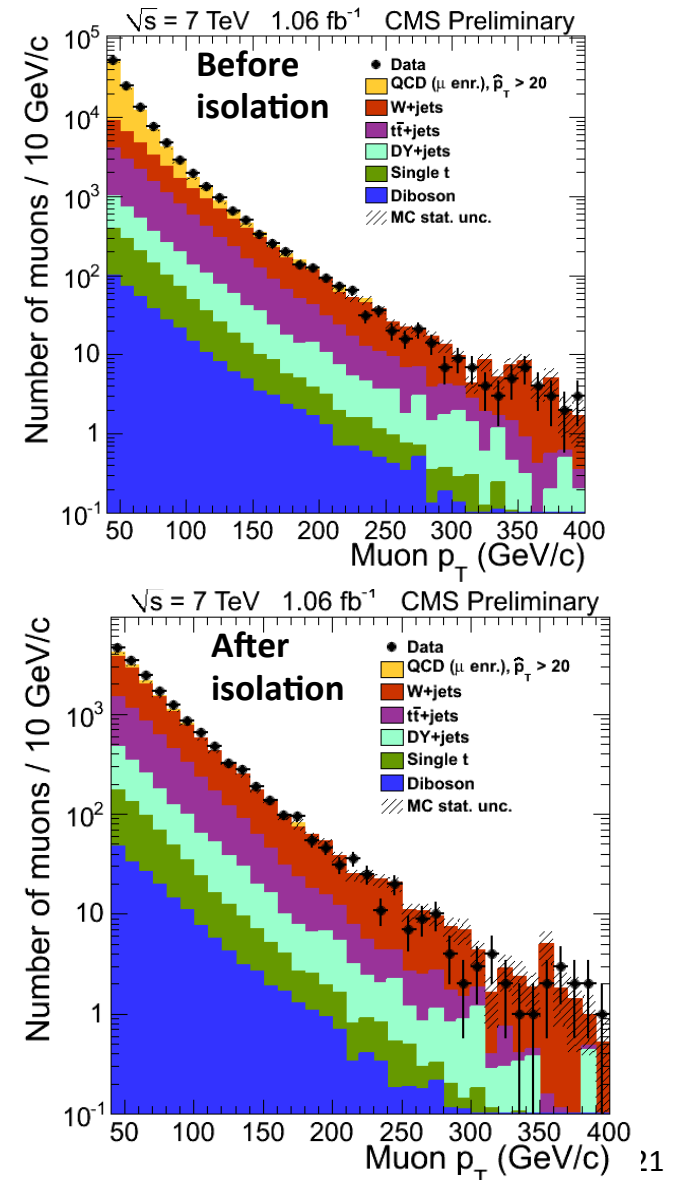 √s = 7 TeV 1.06 fb⁻¹ CMS Preliminary
Before
isolation
Data
QCD (μ enr.), p̂_T > 20
W+jets
tt̄+jets
DY+jets
Single t
Diboson
MC stat. unc.
Number of muons / 10 GeV/c
10⁵
10⁴
10³
10²
10
1
10⁻¹
50 100 150 200 250 300 350 400
Muon p_T (GeV/c)
√s = 7 TeV 1.06 fb⁻¹ CMS Preliminary
After
isolation
Data
QCD (μ enr.), p̂_T > 20
W+jets
tt̄+jets
DY+jets
Single t
Diboson
MC stat. unc.
Number of muons / 10 GeV/c
10³
10²
10
1
10⁻¹
50 100 150 200 250 300 350 400
Muon p_T (GeV/c)
21